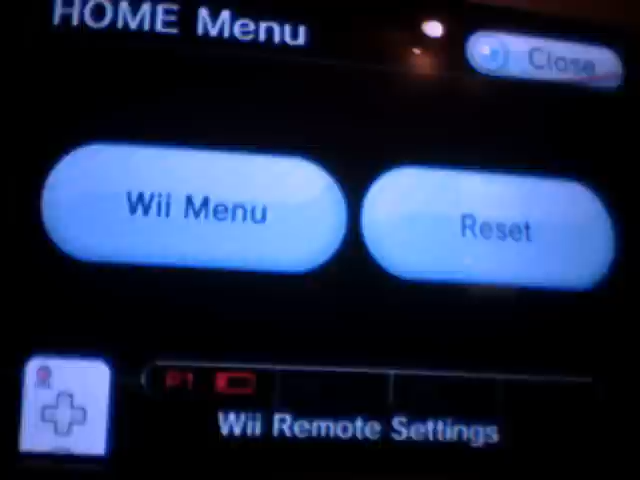 HOME Menu
Close
Wii Menu
Reset
P1
Wii Remote Settings